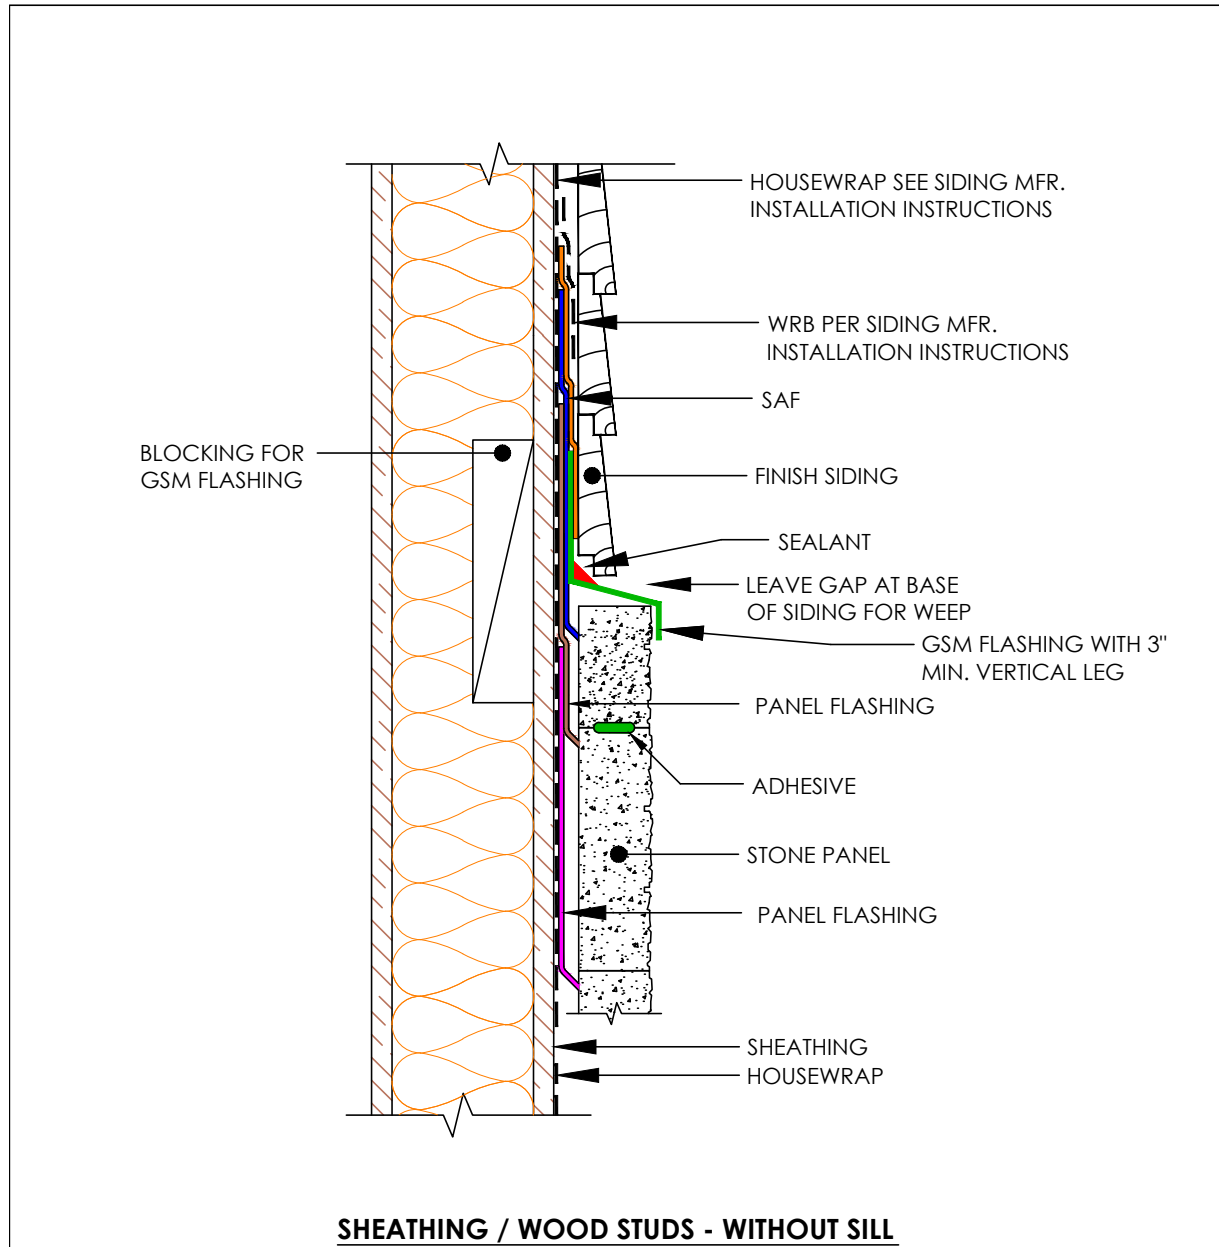 HOUSEWRAP SEE SIDING MFR.
INSTALLATION INSTRUCTIONS
WRB PER SIDING MFR.
INSTALLATION INSTRUCTIONS
SAF
BLOCKING FOR
GSM FLASHING
FINISH SIDING
SEALANT
LEAVE GAP AT BASE
OF SIDING FOR WEEP
GSM FLASHING WITH 3"
MIN. VERTICAL LEG
PANEL FLASHING
ADHESIVE
STONE PANEL
PANEL FLASHING
SHEATHING
HOUSEWRAP
SHEATHING / WOOD STUDS - WITHOUT SILL